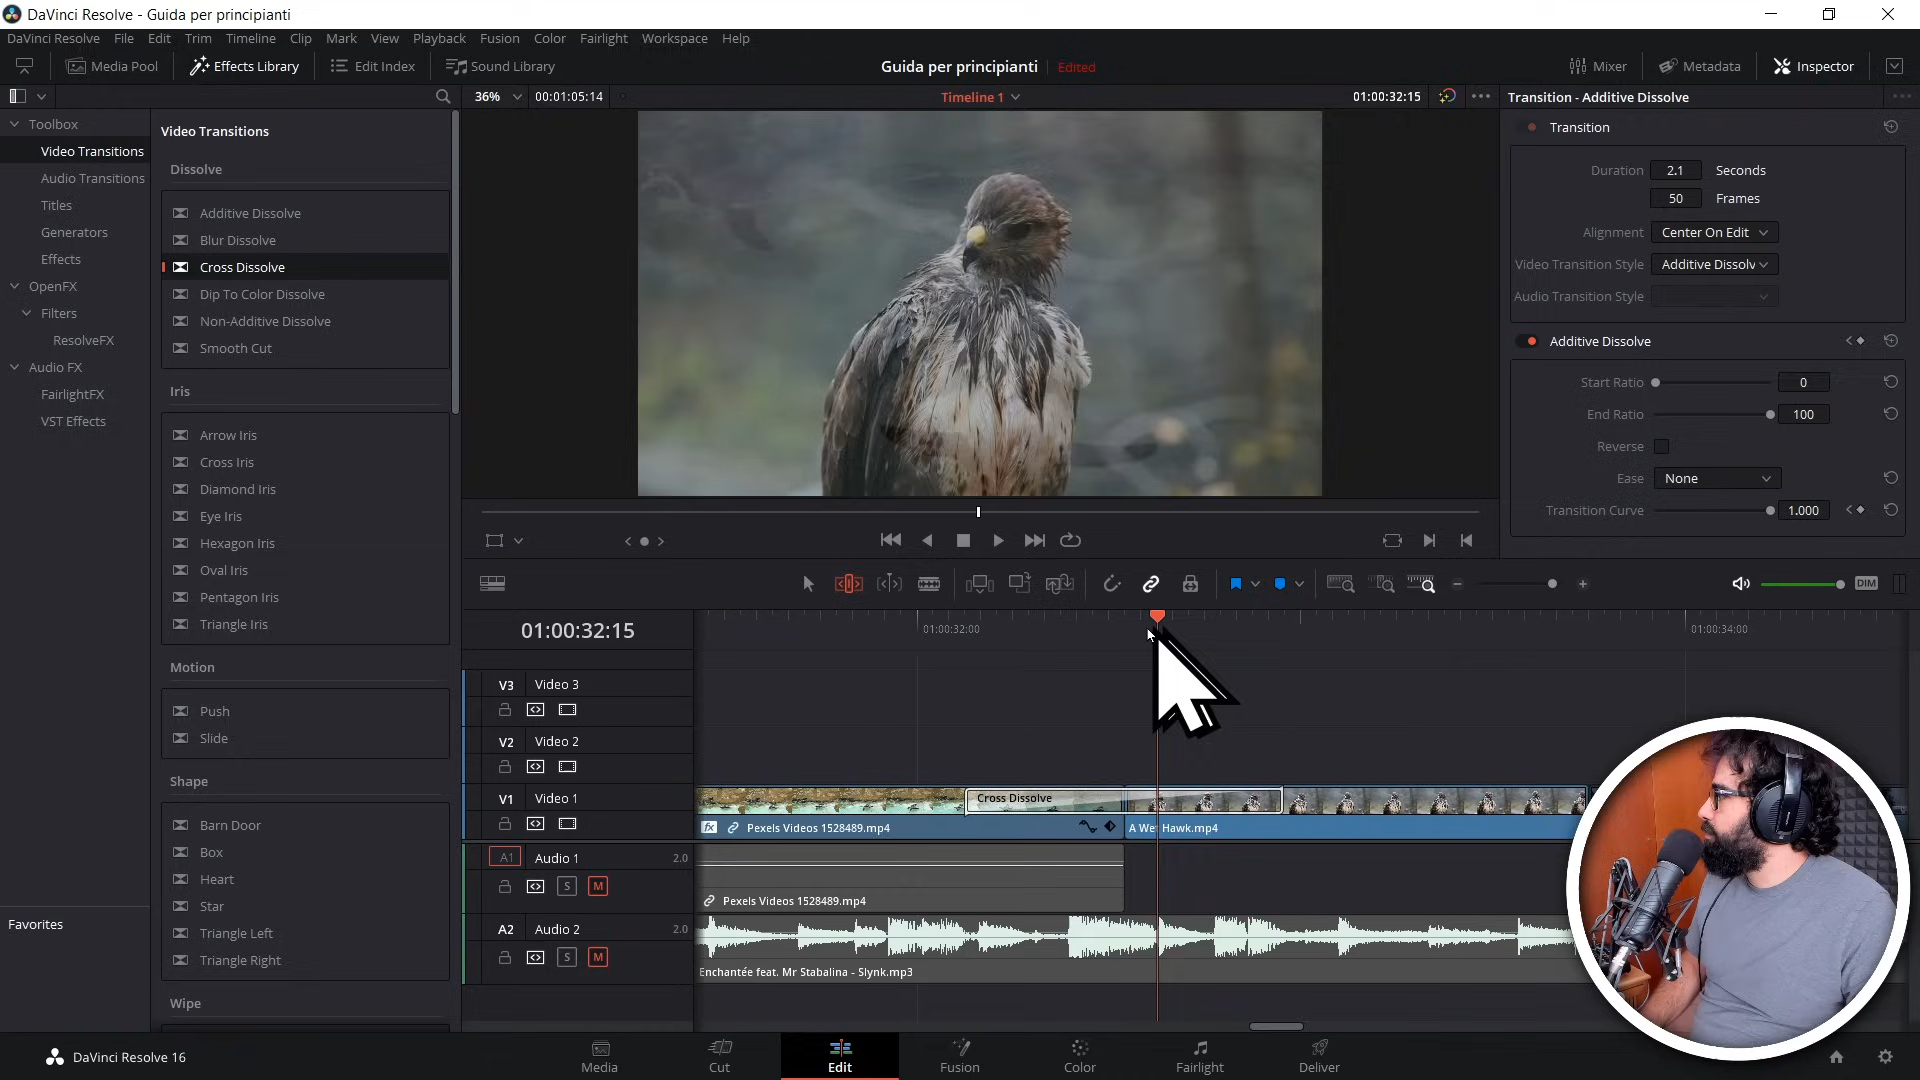 DaVinci Resolve - Guida per principianti
DaVinci Resolve File Edit Trim Timeline Clip Mark View Playback Fusion Color Fairlight Workspace Help
Media Pool Effects Library Edit Index Sound Library Guida per principianti Edited Mixer Metadata Inspector
36% 00:01:05:14 Timeline 1 01:00:32:15 Transition - Additive Dissolve
Toolbox
Video Transitions
Audio Transitions
Titles
Generators
Effects
OpenFX
Filters
ResolveFX
Audio FX
FairlightFX
VST Effects
Favorites
Video Transitions
Dissolve
Additive Dissolve
Blur Dissolve
Cross Dissolve
Dip To Color Dissolve
Non-Additive Dissolve
Smooth Cut
Iris
Arrow Iris
Cross Iris
Diamond Iris
Eye Iris
Hexagon Iris
Oval Iris
Pentagon Iris
Triangle Iris
Motion
Push
Slide
Shape
Barn Door
Box
Heart
Star
Triangle Left
Triangle Right
Wipe
Transition
Duration 2.1 Seconds
50 Frames
Alignment Center On Edit
Video Transition Style Additive Dissolv
Audio Transition Style
Additive Dissolve
Start Ratio 0
End Ratio 100
Reverse
Ease None
Transition Curve 1.000
DIM
01:00:32:15 01:00:32:00 01:00:34:00
V3 Video 3
V2 Video 2
V1 Video 1 Cross Dissolve
fx Pexels Videos 1528489.mp4 A Wet Hawk.mp4
A1 Audio 1 2.0
S M
Pexels Videos 1528489.mp4
A2 Audio 2 2.0
S M
Enchantée feat. Mr Stabalina - Slynk.mp3
DaVinci Resolve 16
Media Cut Edit Fusion Color Fairlight Deliver